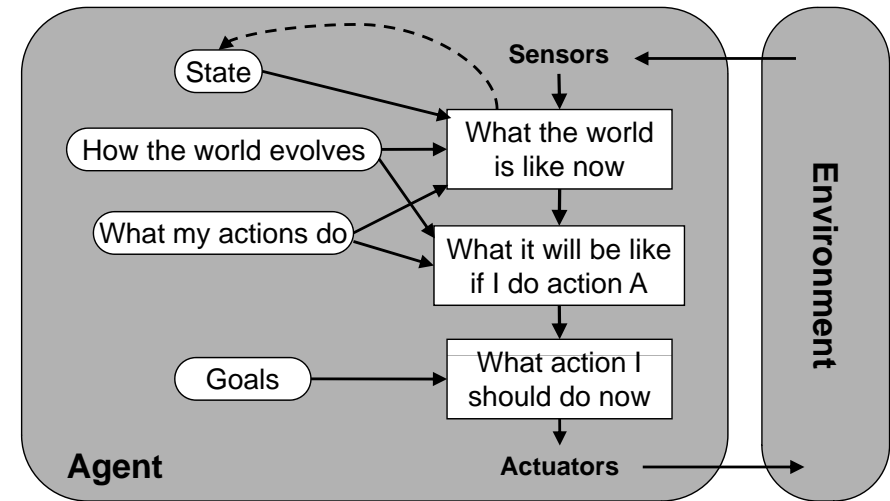 Sensors
State
What the world
is like now
How the world evolves
What my actions do
What it will be like
if I do action A
Environment
What action I
should do now
Goals
Agent
Actuators